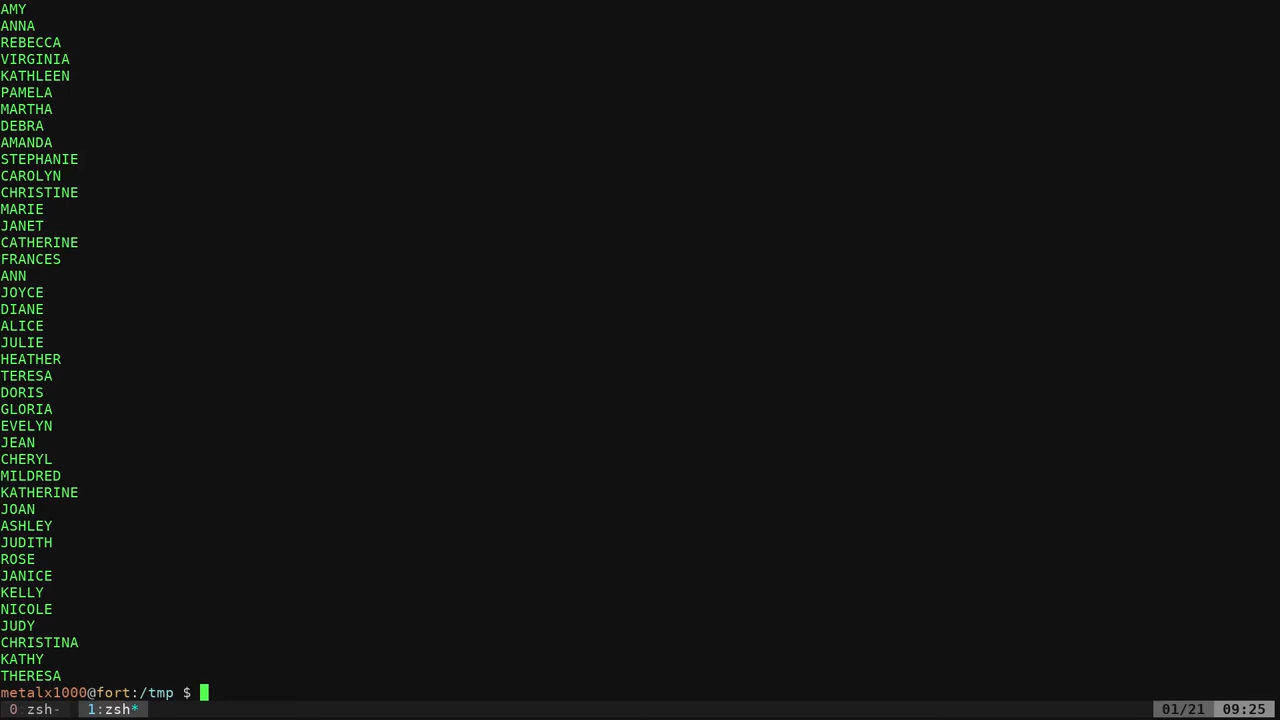 AMY
ANNA
REBECCA
VIRGINIA
KATHLEEN
PAMELA
MARTHA
DEBRA
AMANDA
STEPHANIE
CAROLYN
CHRISTINE
MARIE
JANET
CATHERINE
FRANCES
ANN
JOYCE
DIANE
ALICE
JULIE
HEATHER
TERESA
DORIS
GLORIA
EVELYN
JEAN
CHERYL
MILDRED
KATHERINE
JOAN
ASHLEY
JUDITH
ROSE
JANICE
KELLY
NICOLE
JUDY
CHRISTINA
KATHY
THERESA
metalx1000@fort:/tmp $
0 zsh- 1:zsh* 01/21 09:25